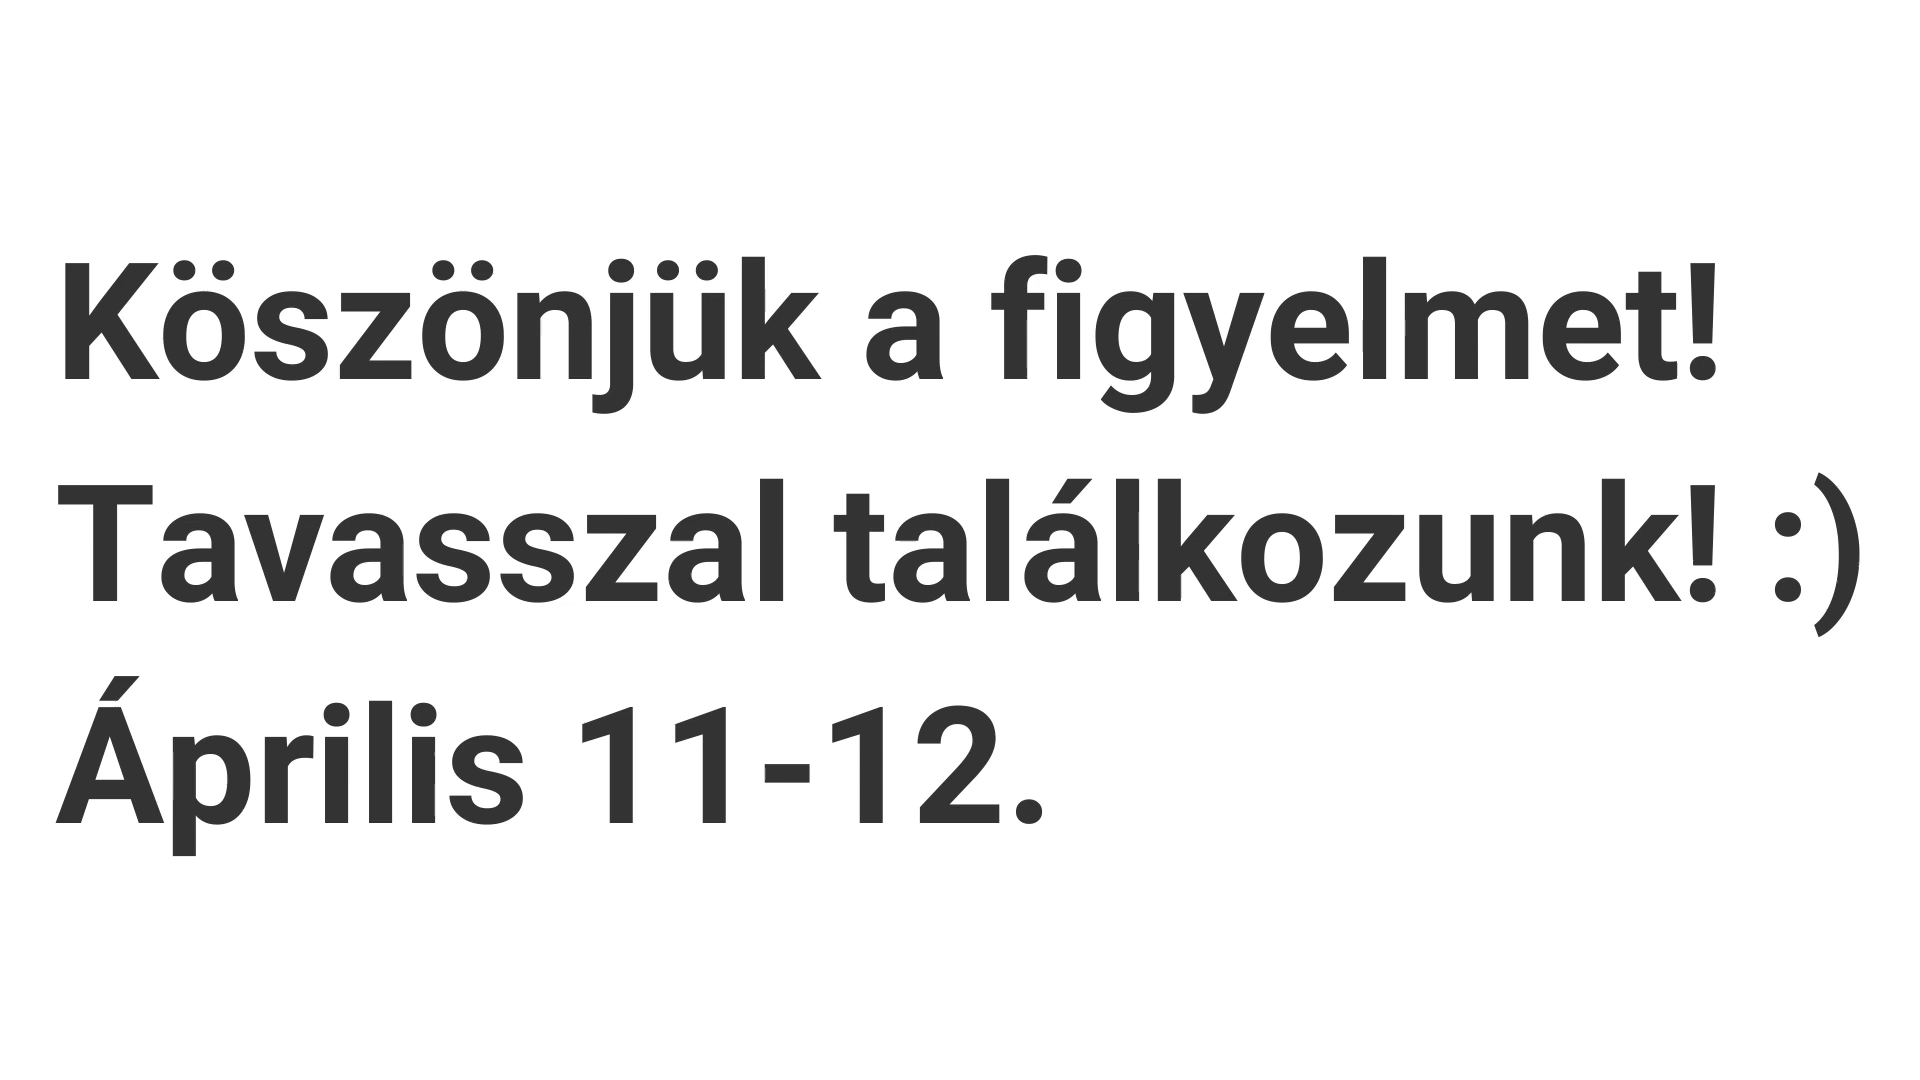 Köszönjük a figyelmet!
Tavasszal találkozunk! :)
Április 11-12.